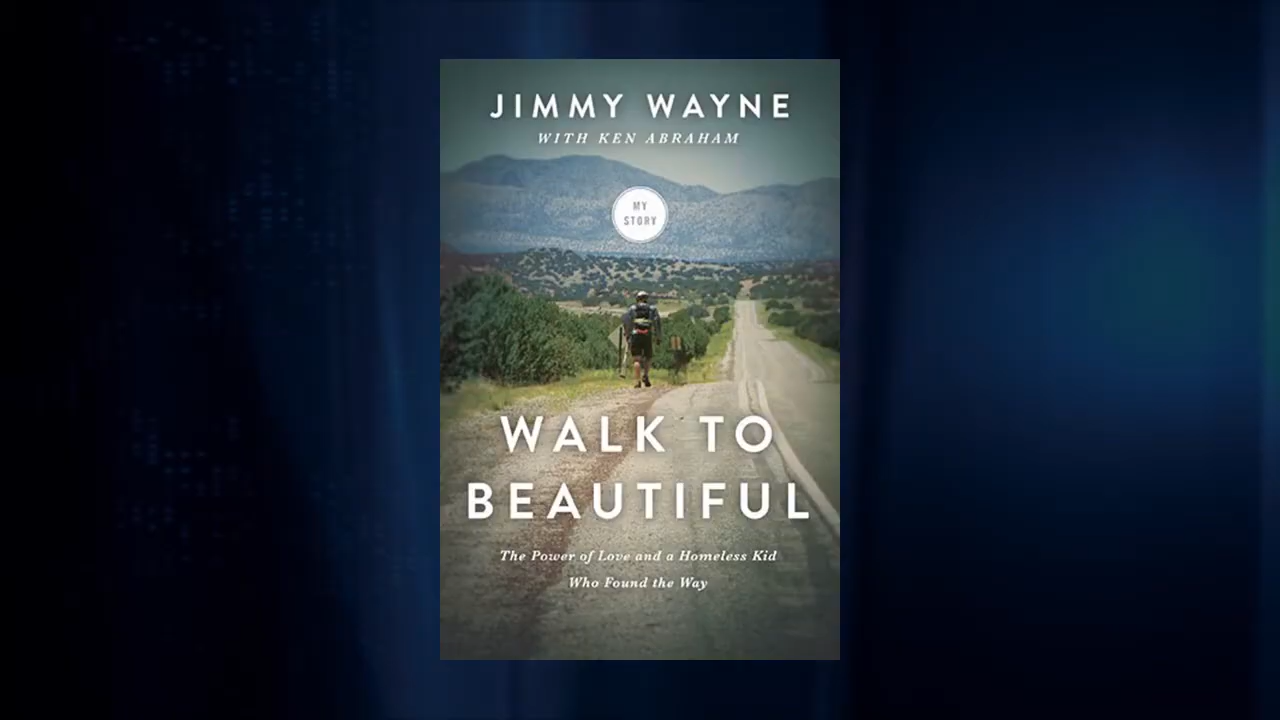 JIMMY WAYNE
WITH KEN ABRAHAM
MY
STORY
WALK TO
BEAUTIFUL
The Power of Love and a Homeless Kid
Who Found the Way